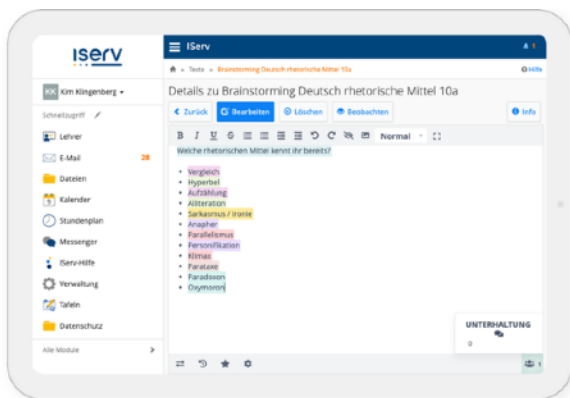 IServ
IServ
1
Texte » Brainstorming Deutsch rhetorische Mittel 10a
Hilfe
KK Kim Klingenberg
Details zu Brainstorming Deutsch rhetorische Mittel 10a
Schnellzugriff
Zurück
Bearbeiten
Löschen
Beobachten
Info
Lehrer
E-Mail 28
Dateien
Kalender
Stundenplan
Messenger
IServ-Hilfe
Verwaltung
Tafeln
Datenschutz
Alle Module
B I U S Normal
Welche rhetorischen Mittel kennt ihr bereits?
• Vergleich
• Hyperbel
• Aufzählung
• Alliteration
• Sarkasmus / Ironie
• Anapher
• Parallelismus
• Personifikation
• Klimax
• Parataxe
• Paradoxon
• Oxymoron
UNTERHALTUNG
0
1